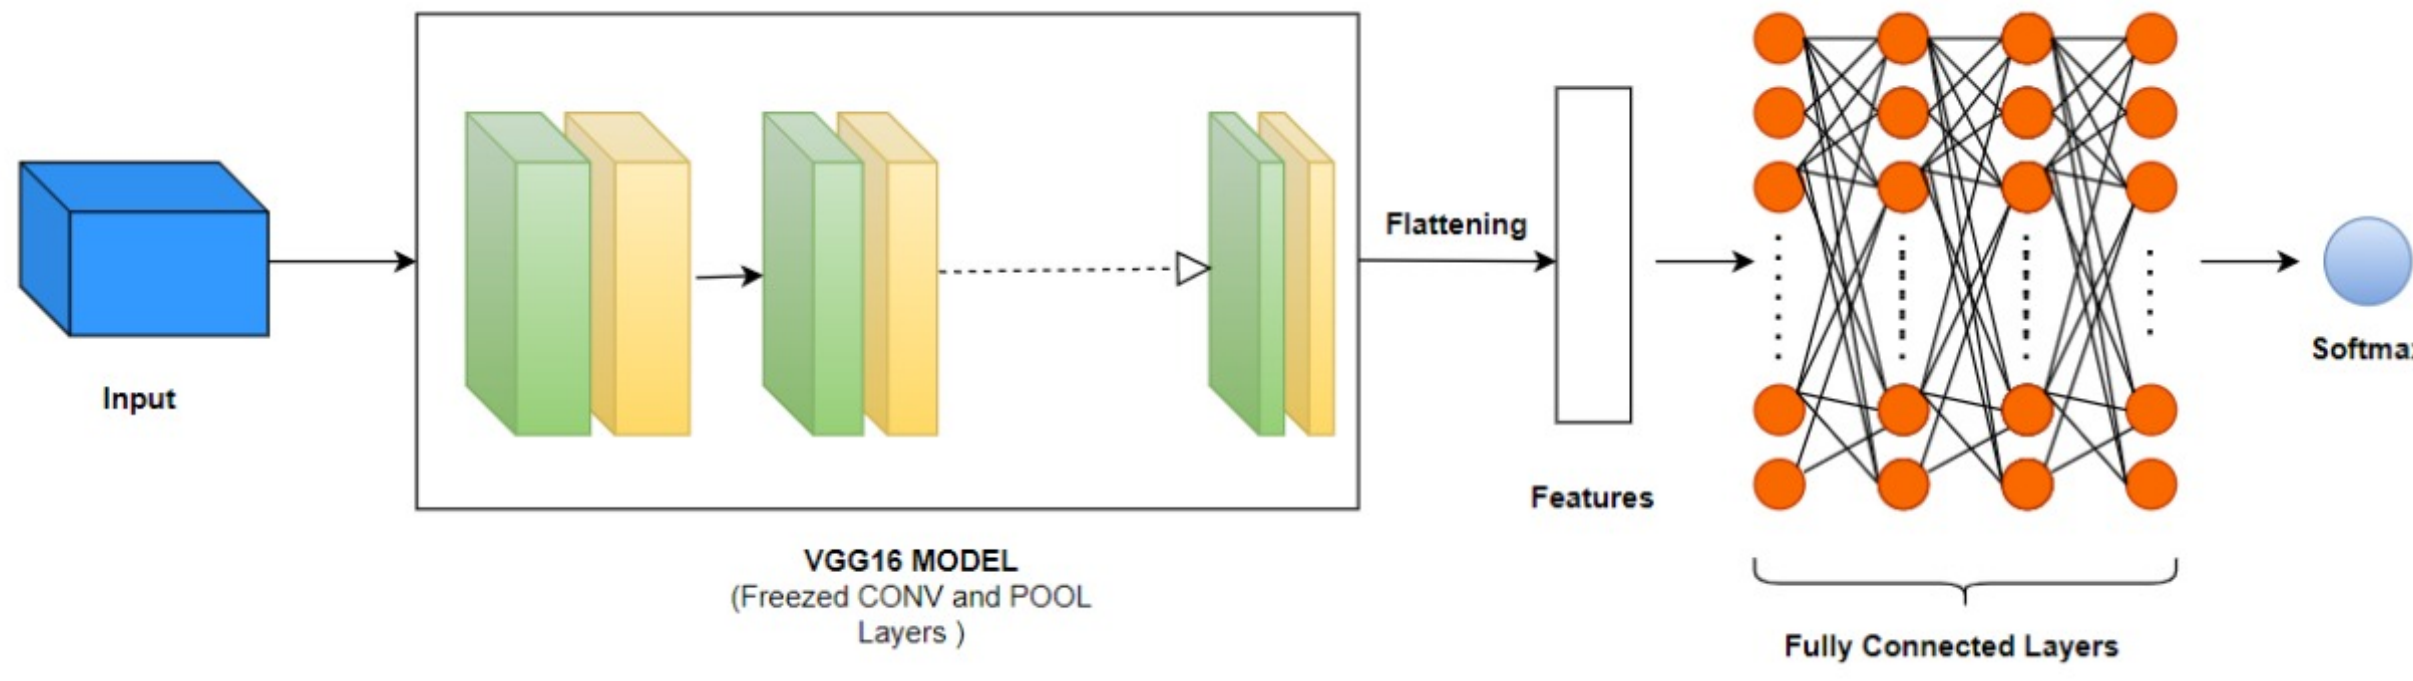 Flattening
Softma
Input
Features
VGG16 MODEL
(Freezed CONV and POOL
Layers )
Fully Connected Layers